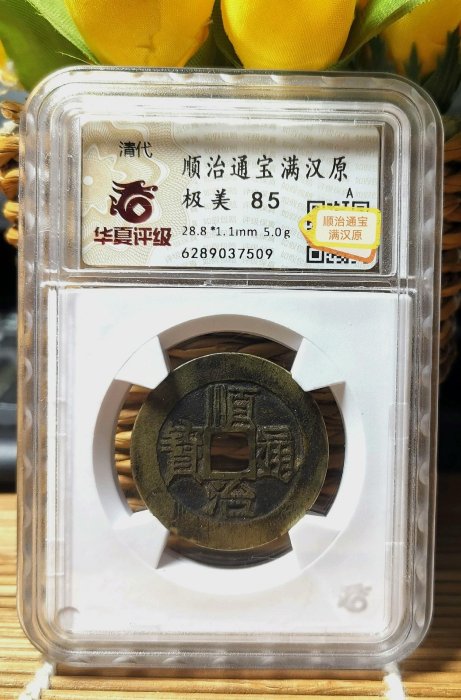 清代
华夏评级
顺治通宝满汉原
极美 85
28.8*1.1mm 5.0g
6289037509
A
顺治通宝
满汉原
順
寶 通
治